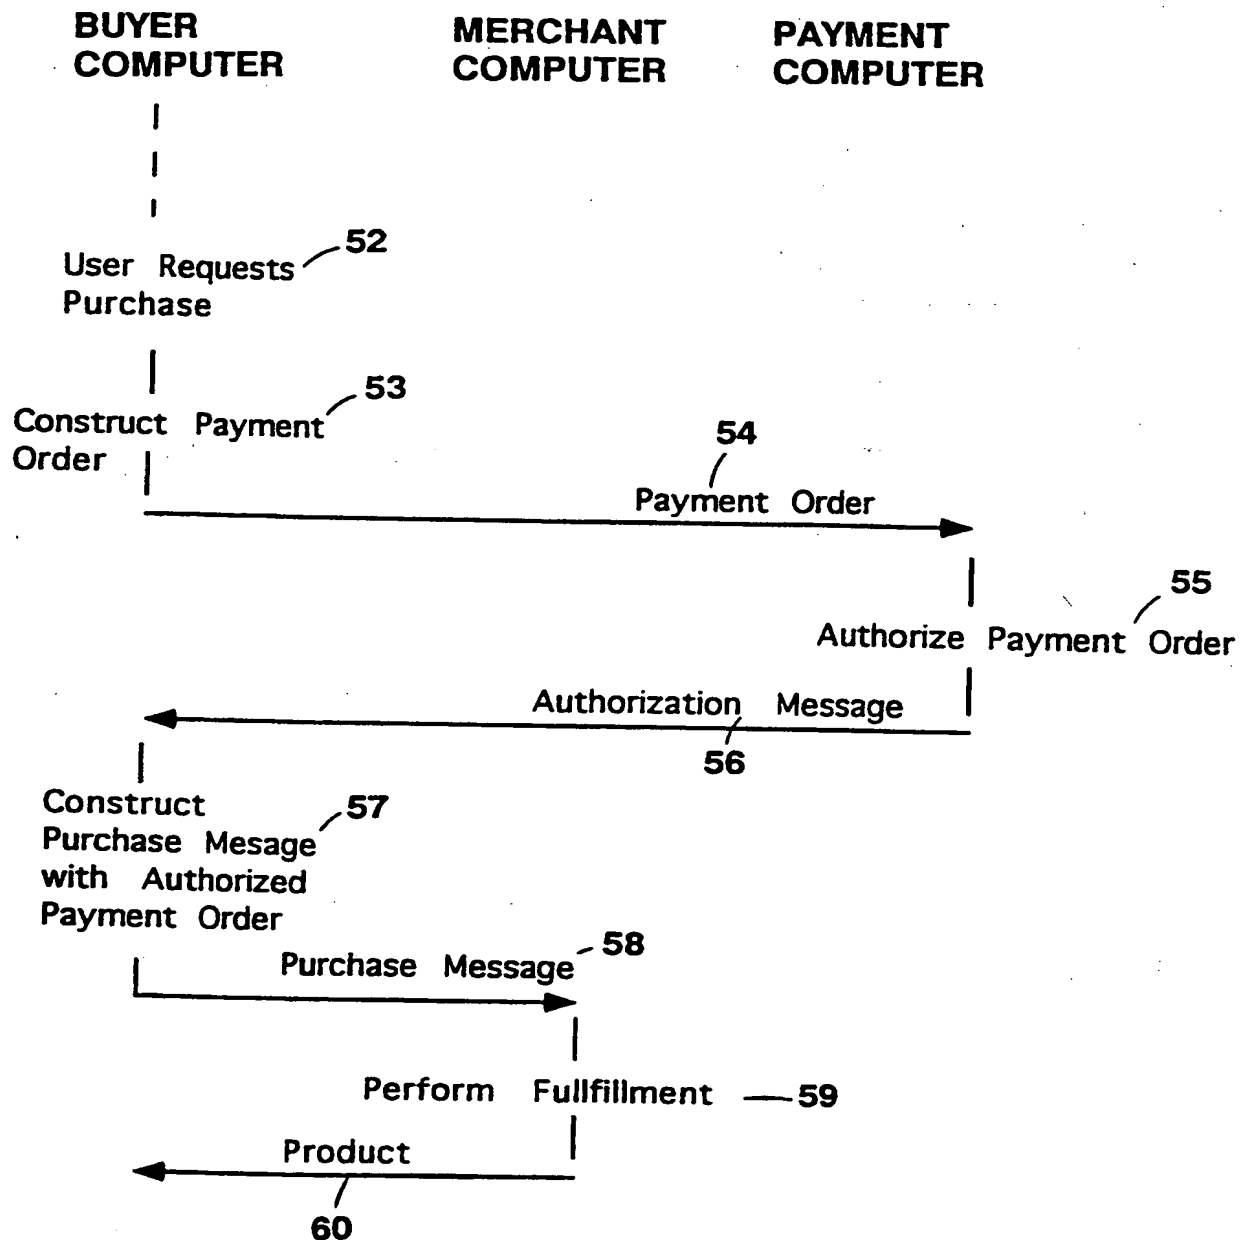 BUYER COMPUTER
MERCHANT COMPUTER
PAYMENT COMPUTER
52
User Requests
Purchase
53
Construct Payment
Order
54
Payment Order
55
Authorize Payment Order
Authorization Message
56
Construct
57
Purchase Mesage
with Authorized
Payment Order
58
Purchase Message
Perform Fullfillment
59
Product
60